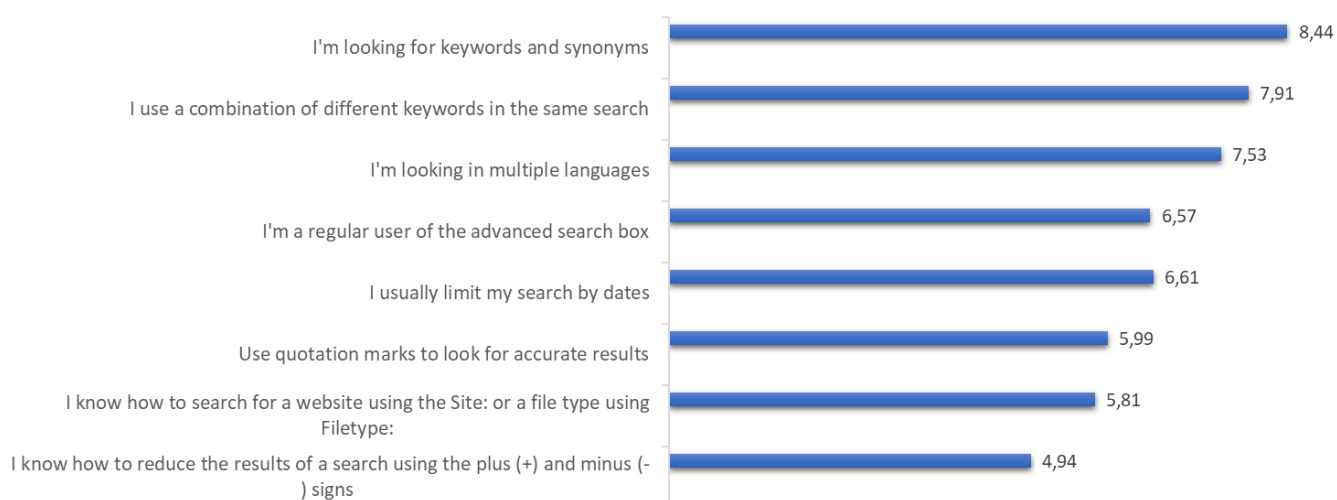 I'm looking for keywords and synonyms
8,44
I use a combination of different keywords in the same search
7,91
I'm looking in multiple languages
7,53
I'm a regular user of the advanced search box
6,57
I usually limit my search by dates
6,61
Use quotation marks to look for accurate results
5,99
I know how to search for a website using the Site: or a file type using
Filetype:
5,81
I know how to reduce the results of a search using the plus (+) and minus (-
) signs
4,94